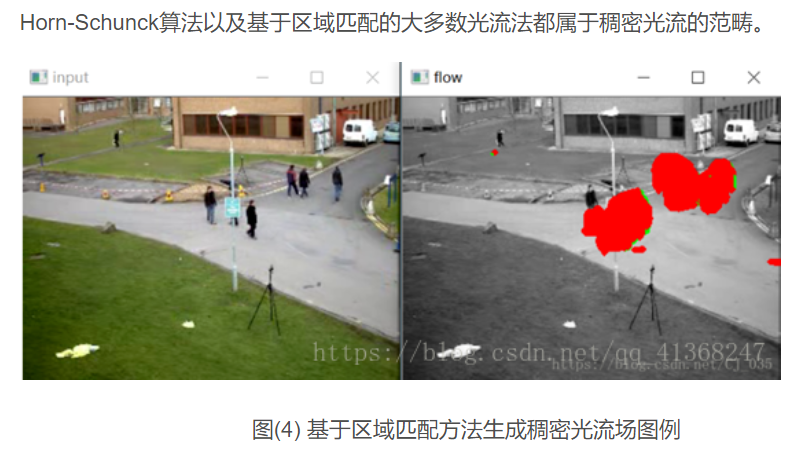 Horn-Schunck算法以及基于区域匹配的大多数光流法都属于稠密光流的范畴。
input
flow
https://blog.csdn.net/qq_41368247
https://blog.csdn.net/Cj_035
图(4) 基于区域匹配方法生成稠密光流场图例